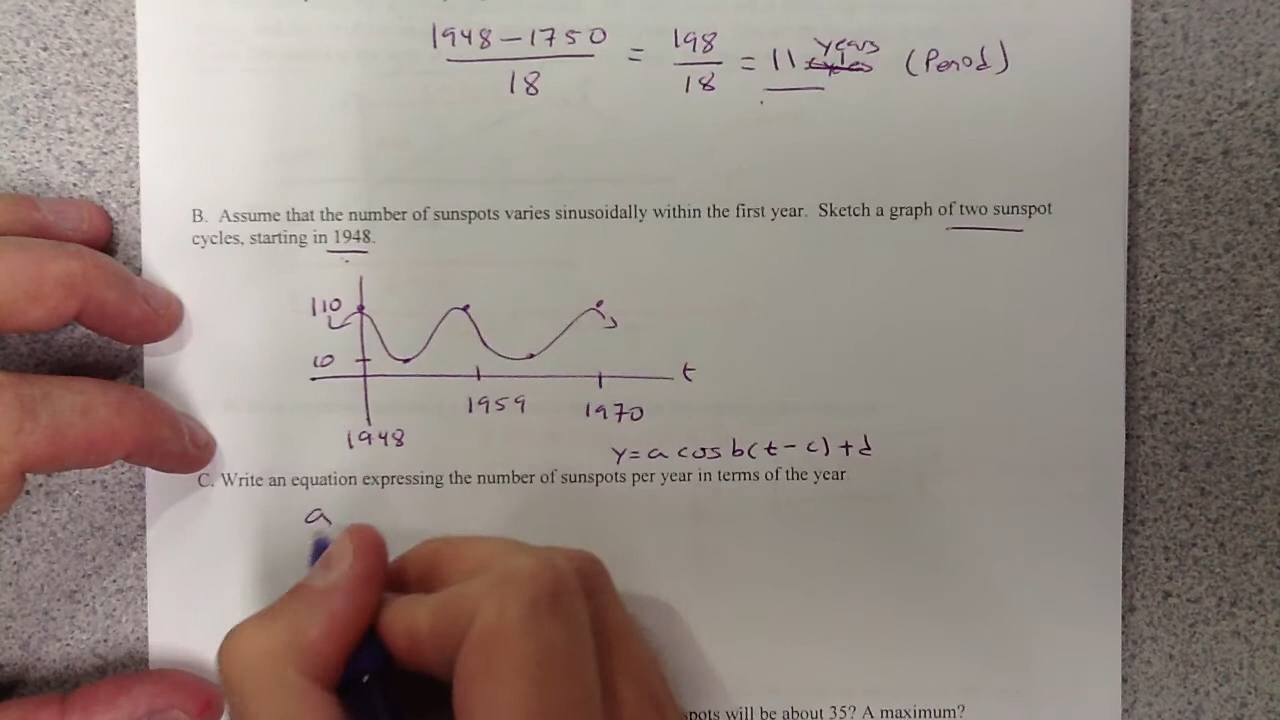 1948 - 1750
18
= 198
18
= 11 years (Period)
B. Assume that the number of sunspots varies sinusoidally within the first year. Sketch a graph of two sunspot
cycles, starting in 1948.
110
10
t
1959
1970
1948
y = a cos b(t - c) + d
C. Write an equation expressing the number of sunspots per year in terms of the year
a
spots will be about 35? A maximum?